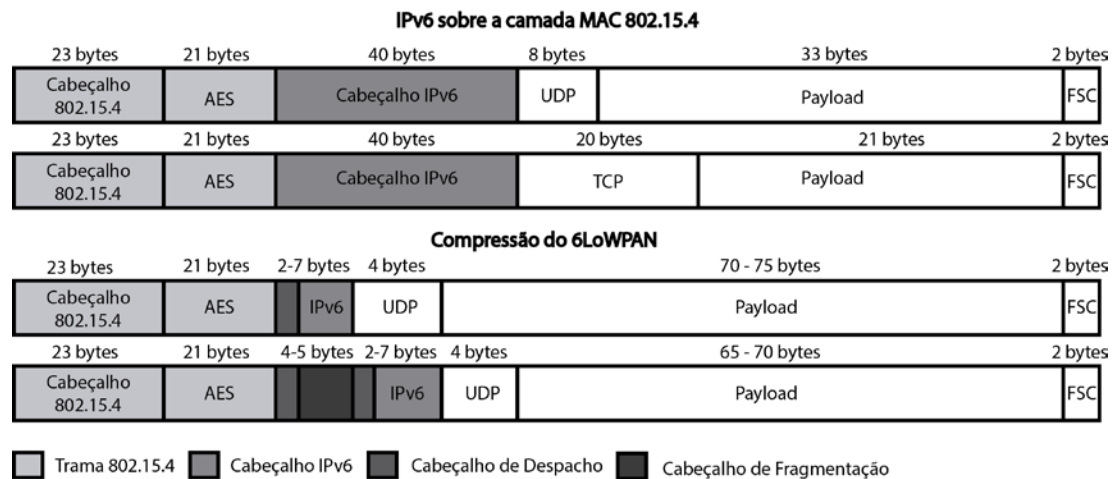 IPv6 sobre a camada MAC 802.15.4
23 bytes 21 bytes 40 bytes 8 bytes 33 bytes 2 bytes
Cabeçalho 802.15.4 AES Cabeçalho IPv6 UDP Payload FSC
23 bytes 21 bytes 40 bytes 20 bytes 21 bytes 2 bytes
Cabeçalho 802.15.4 AES Cabeçalho IPv6 TCP Payload FSC
Compressão do 6LoWPAN
23 bytes 21 bytes 2-7 bytes 4 bytes 70 - 75 bytes 2 bytes
Cabeçalho 802.15.4 AES IPv6 UDP Payload FSC
23 bytes 21 bytes 4-5 bytes 2-7 bytes 4 bytes 65 - 70 bytes 2 bytes
Cabeçalho 802.15.4 AES IPv6 UDP Payload FSC
Trama 802.15.4 Cabeçalho IPv6 Cabeçalho de Despacho Cabeçalho de Fragmentação